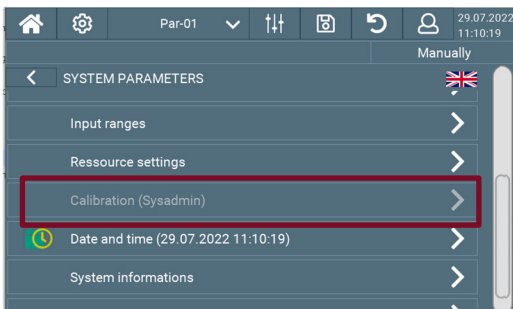 Par-01
29.07.2022
11:10:19
Manually
SYSTEM PARAMETERS
Input ranges
Ressource settings
Calibration (Sysadmin)
Date and time (29.07.2022 11:10:19)
System informations